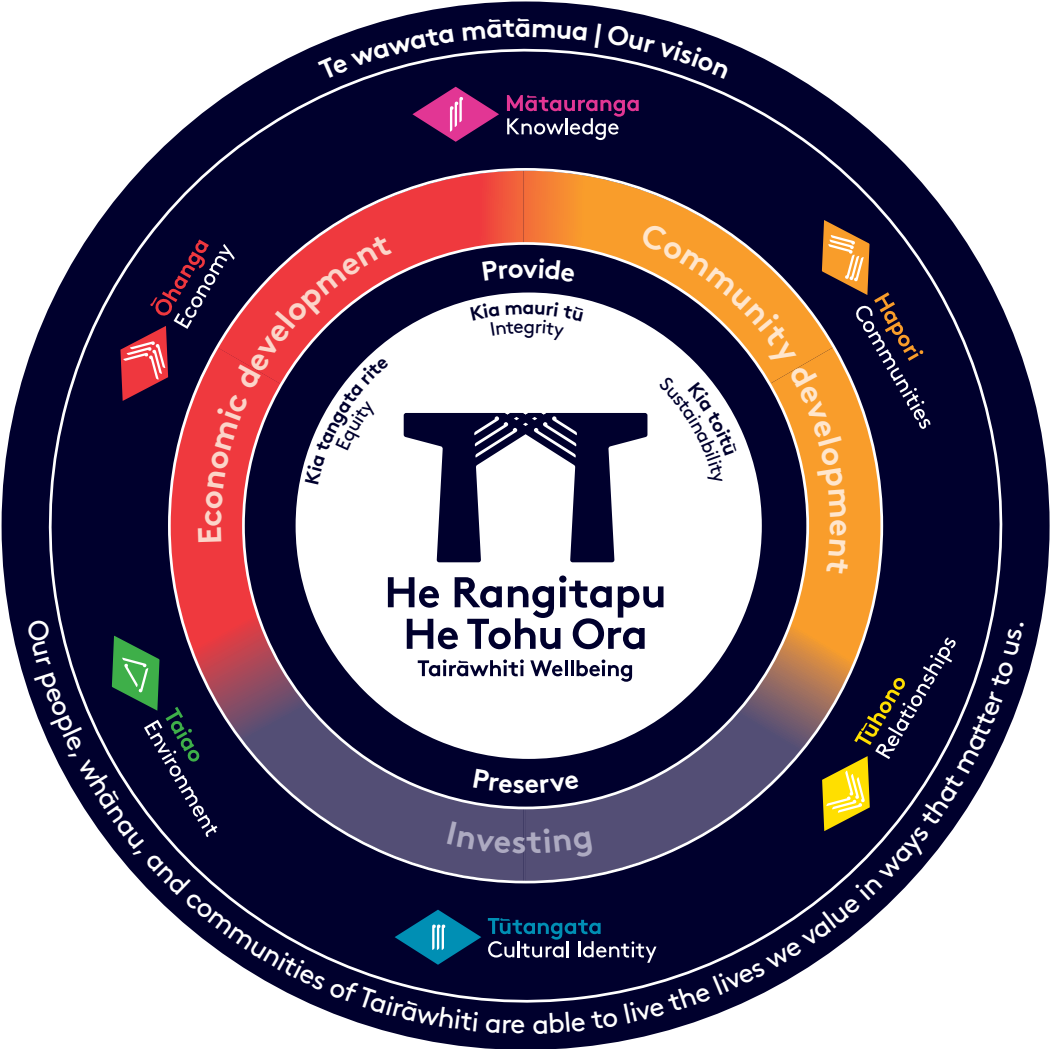 Te wawata mātāmua | Our vision
Mātauranga
Knowledge
Hapori
Communities
Tūhono
Relationships
Tūtangata
Cultural Identity
Taiao
Environment
Ōhanga
Economy
Economic development
Community development
Investing
Provide
Preserve
Kia tangata rite
Equity
Kia mauri tū
Integrity
Kia toitū
Sustainability
He Rangitapu
He Tohu Ora
Tairāwhiti Wellbeing
Our people, whānau, and communities of Tairāwhiti are able to live the lives we value in ways that matter to us.